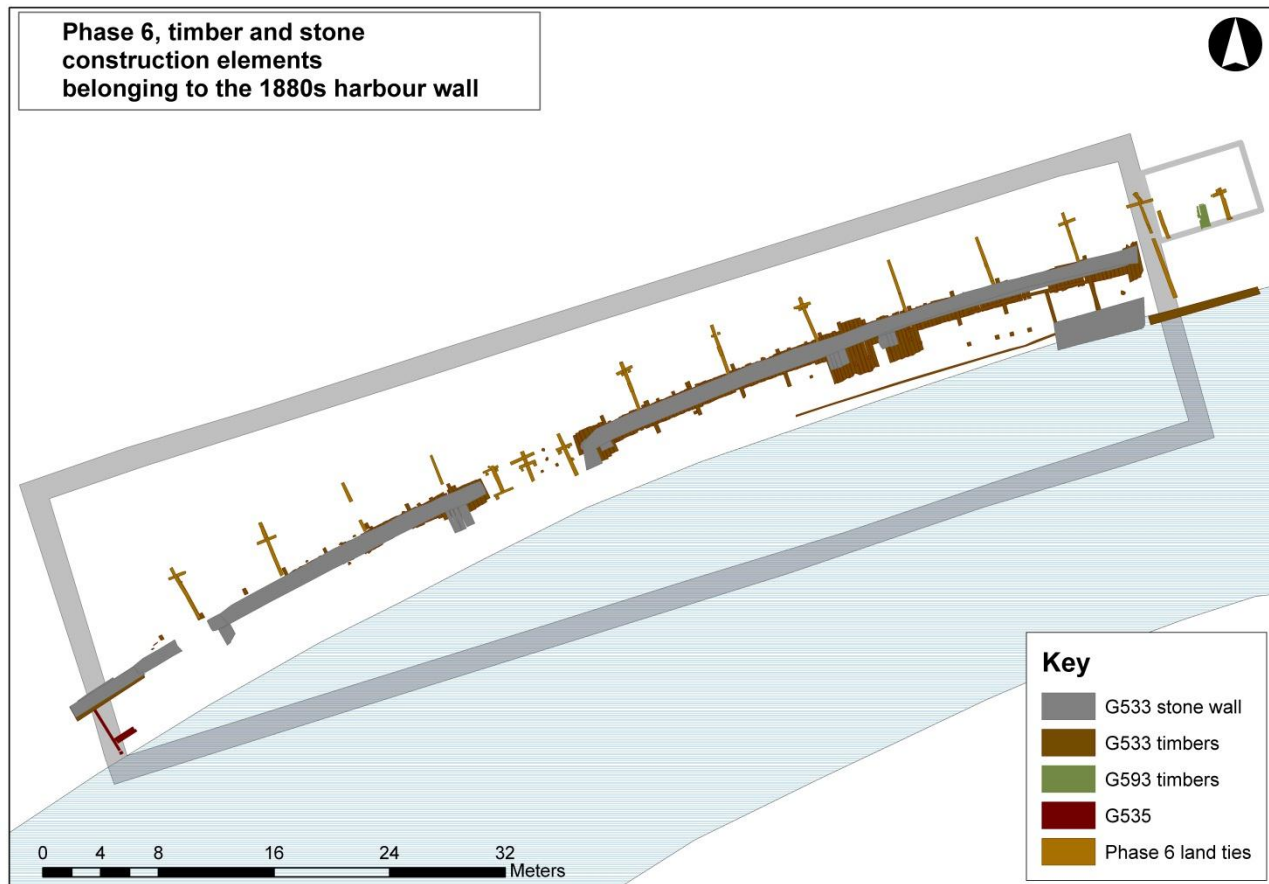 Phase 6, timber and stone
construction elements
belonging to the 1880s harbour wall
Key
G533 stone wall
G533 timbers
G593 timbers
G535
Phase 6 land ties
0 4 8 16 24 32
Meters